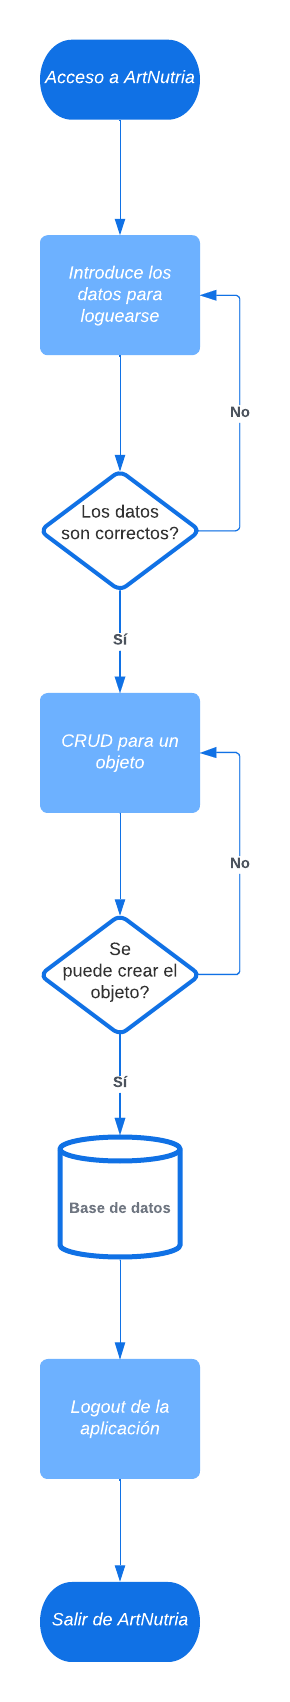 Acceso a ArtNutria
Introduce los
datos para
loguearse
No
Los datos
son correctos?
Sí
CRUD para un
objeto
No
Se
puede crear el
objeto?
Sí
Base de datos
Logout de la
aplicación
Salir de ArtNutria